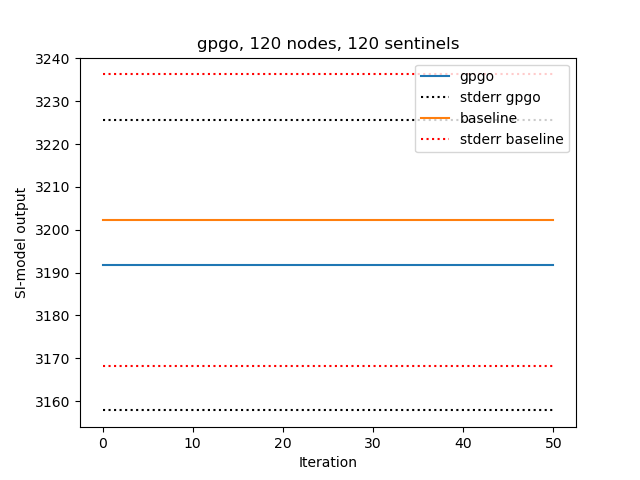 gpgo, 120 nodes, 120 sentinels
3240
3230
3220
3210
3200
3190
3180
3170
3160
SI-model output
gpgo
stderr gpgo
baseline
stderr baseline
0 10 20 30 40 50
Iteration